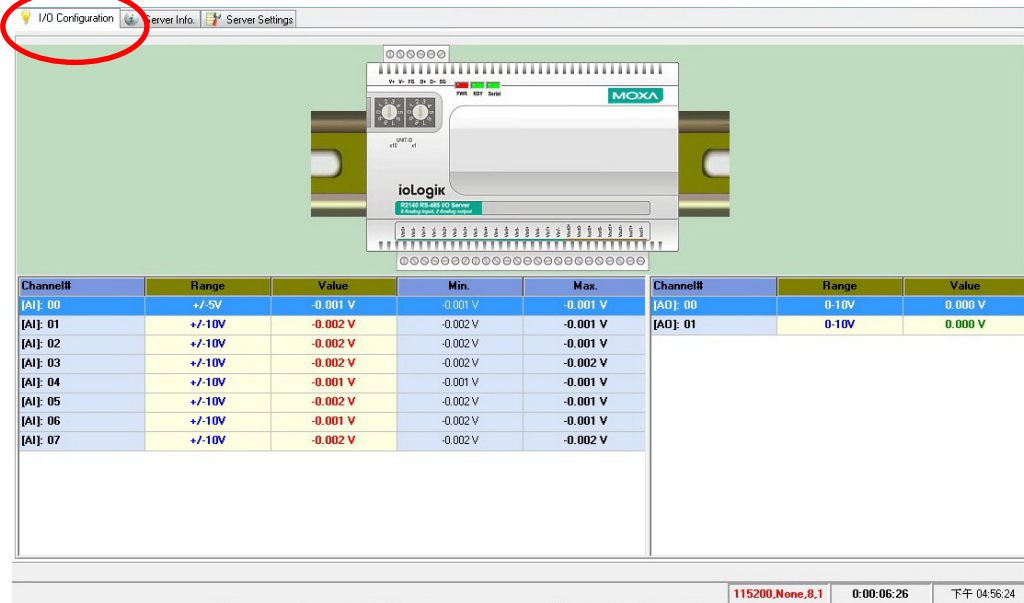 I/O Configuration Server Info. Server Settings
V+ V- FG D+ D- SG
PWR RDY Serial
MOXA
UNIT ID
x10 x1
ioLogik
R2140 RS-485 I/O Server
8 Analog input, 2 Analog output
Channel# Range Value Min. Max. Channel# Range Value
[AI]: 00 +/-5V -0.001 V -0.001 V -0.001 V [AO]: 00 0-10V 0.000 V
[AI]: 01 +/-10V -0.002 V -0.002 V -0.001 V [AO]: 01 0-10V 0.000 V
[AI]: 02 +/-10V -0.002 V -0.002 V -0.001 V
[AI]: 03 +/-10V -0.002 V -0.002 V -0.002 V
[AI]: 04 +/-10V -0.001 V -0.001 V -0.001 V
[AI]: 05 +/-10V -0.002 V -0.002 V -0.001 V
[AI]: 06 +/-10V -0.001 V -0.002 V -0.001 V
[AI]: 07 +/-10V -0.002 V -0.002 V -0.002 V
115200,None,8,1 0:00:06:26 下午 04:56:24